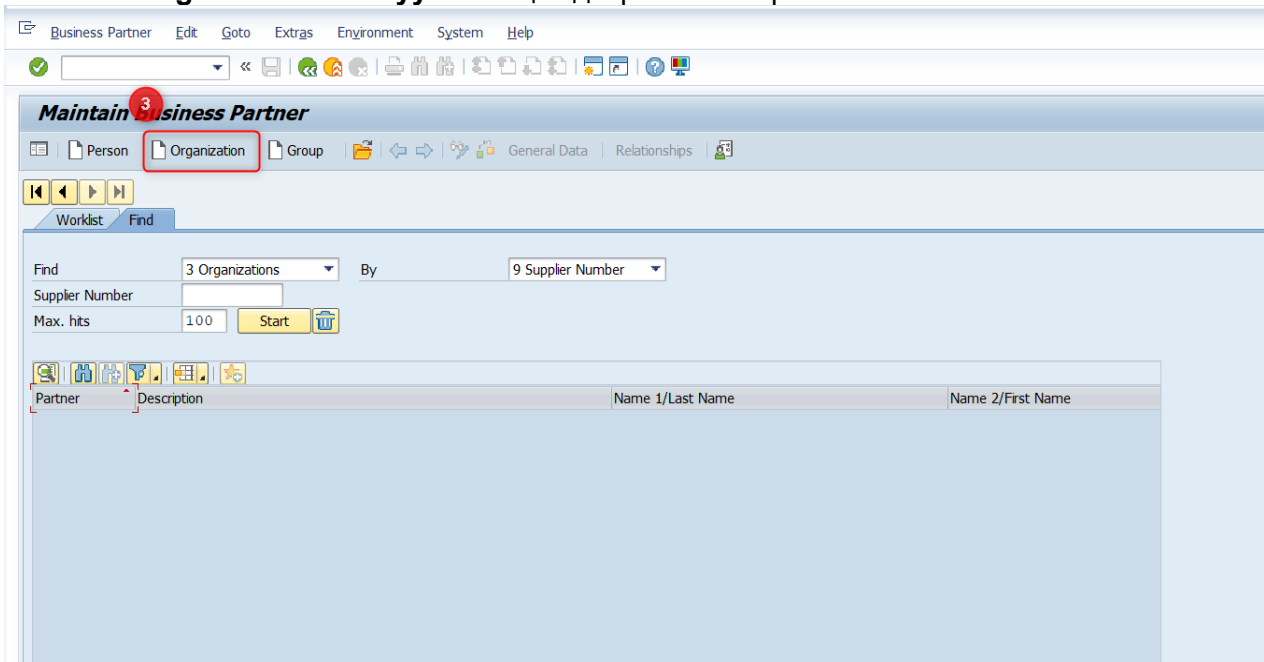 Business Partner Edit Goto Extras Environment System Help
3
Maintain Business Partner
Person Organization Group General Data Relationships
Worklist Find
Find 3 Organizations By 9 Supplier Number
Supplier Number
Max. hits 100 Start
Partner Description Name 1/Last Name Name 2/First Name